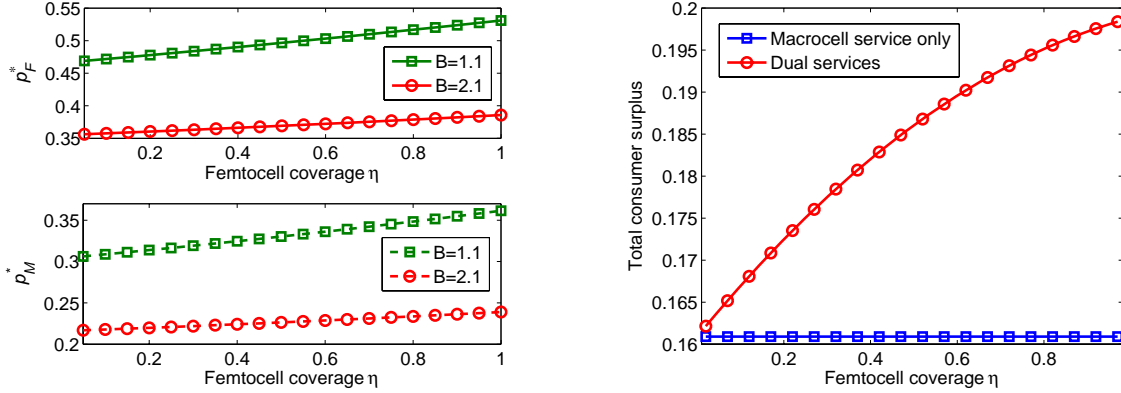 0.55
0.5
0.45
0.4
0.35
p*F
B=1.1
B=2.1
0.2 0.4 0.6 0.8 1
Femtocell coverage η
0.35
0.3
0.25
0.2
p*M
B=1.1
B=2.1
0.2 0.4 0.6 0.8 1
Femtocell coverage η
0.2
0.195
0.19
0.185
0.18
0.175
0.17
0.165
0.16
Total consumer surplus
Macrocell service only
Dual services
0.2 0.4 0.6 0.8
Femtocell coverage η